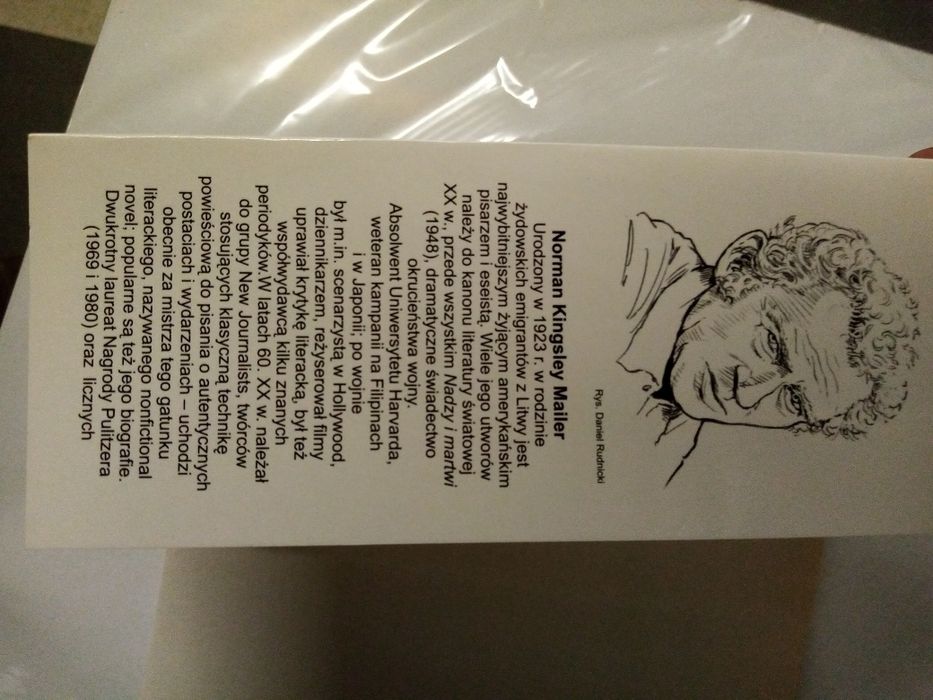 Rys. Daniel Rudnicki
Norman Kingsley Mailer
Urodzony w 1923 r. w rodzinie
żydowskich emigrantów z Litwy jest
najwybitniejszym żyjącym amerykańskim
pisarzem i eseistą. Wiele jego utworów
należy do kanonu literatury światowej
XX w., przede wszystkim Nadzy i martwi
(1948), dramatyczne świadectwo
okrucieństwa wojny.
Absolwent Uniwersytetu Harvarda,
weteran kampanii na Filipinach
i w Japonii; po wojnie
był m.in. scenarzystą w Hollywood,
dziennikarzem, reżyserował filmy
uprawiał krytykę literacką, był też
współwydawcą kilku znanych
periodyków.W latach 60. XX w. należał
do grupy New Journalists, twórców
stosujących klasyczną technikę
powieściową do pisania o autentycznych
postaciach i wydarzeniach – uchodzi
obecnie za mistrza tego gatunku
literackiego, nazywanego nonfictional
novel; popularne są też jego biografie.
Dwukrotny laureat Nagrody Pulitzera
(1969 i 1980) oraz licznych